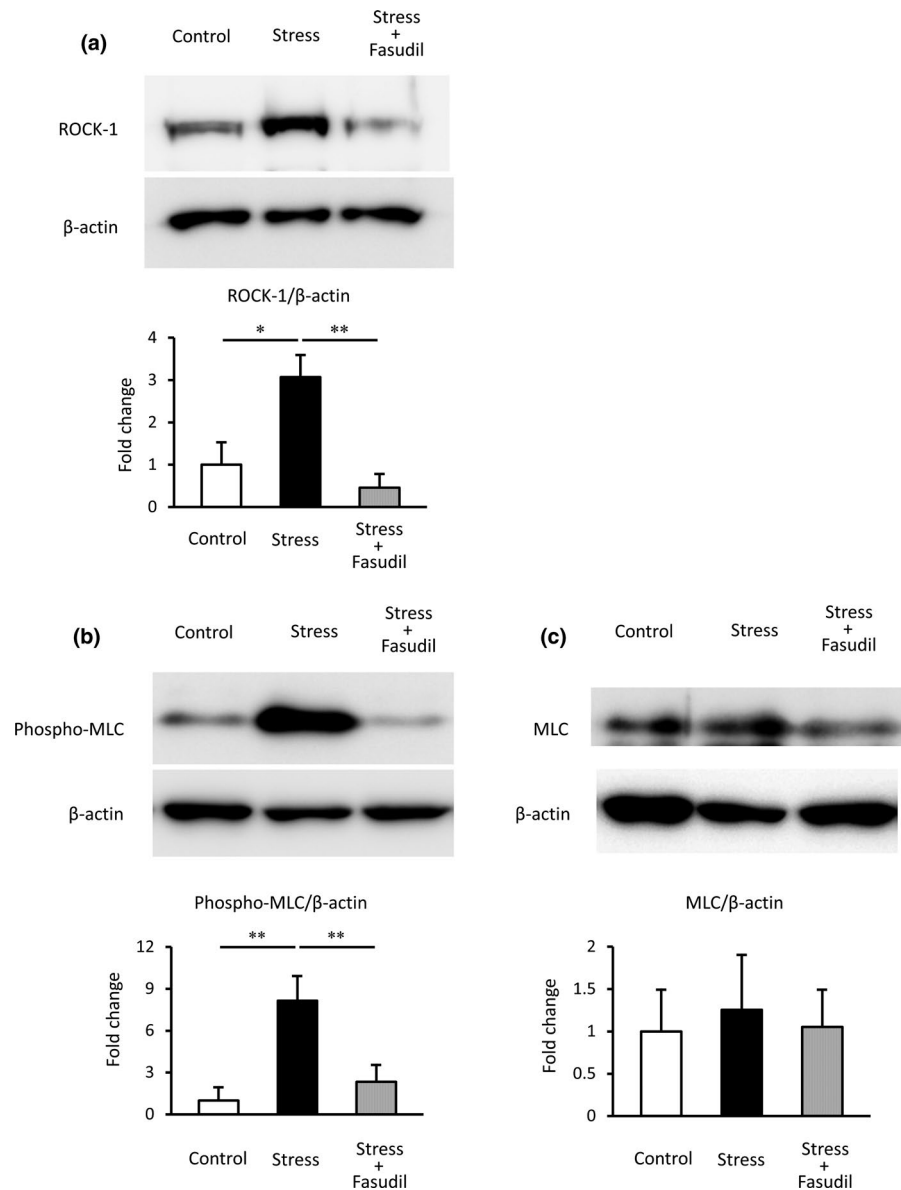 (a)
Control Stress Stress
+
Fasudil
ROCK-1
β-actin
ROCK-1/β-actin
* **
Fold change
4
3
2
1
0
Control Stress Stress
+
Fasudil
(b)
Control Stress Stress
+
Fasudil
Phospho-MLC
β-actin
Phospho-MLC/β-actin
** **
Fold change
12
9
6
3
0
Control Stress Stress
+
Fasudil
(c)
Control Stress Stress
+
Fasudil
MLC
β-actin
MLC/β-actin
Fold change
2
1.5
1
0.5
0
Control Stress Stress
+
Fasudil